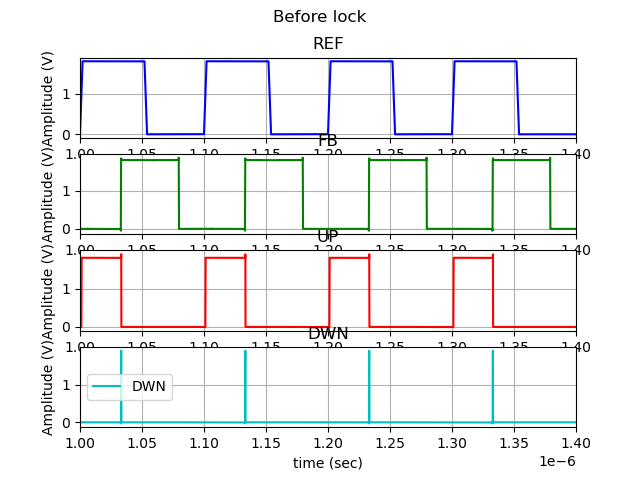 Before lock
REF
Amplitude (V)
1
0
1.00 1.05 1.10 1.15 1.20 1.25 1.30 1.35 1.40
FB
Amplitude (V)
1
0
UP
Amplitude (V)
1
0
DWN
Amplitude (V)
1
0
DWN
1.00 1.05 1.10 1.15 1.20 1.25 1.30 1.35 1.40
time (sec)
1e−6